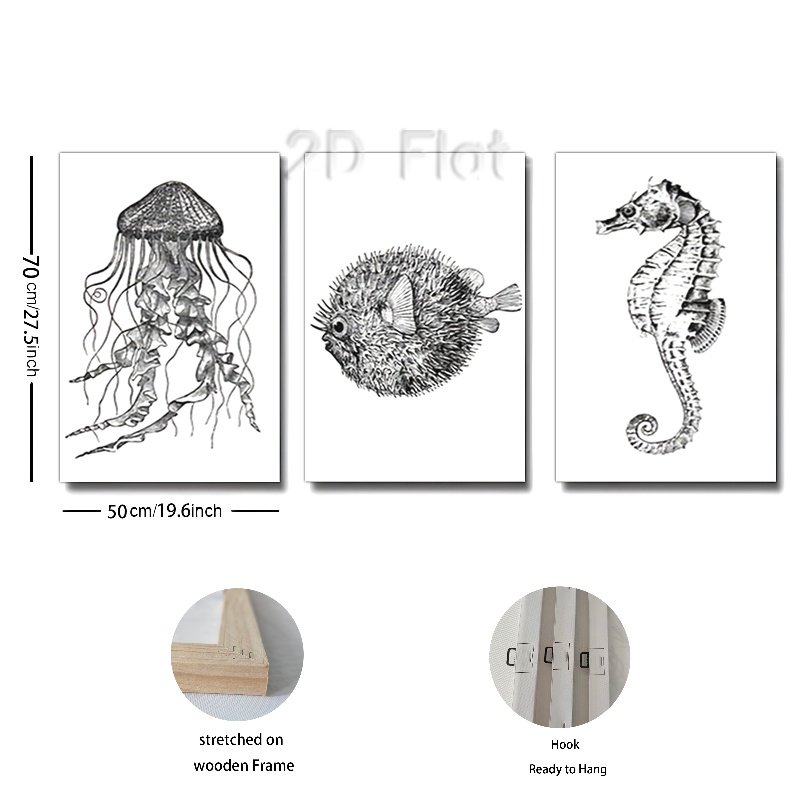 2D Flat
70 cm/27.5inch
50cm/19.6inch
stretched on
wooden Frame
Hook
Ready to Hang